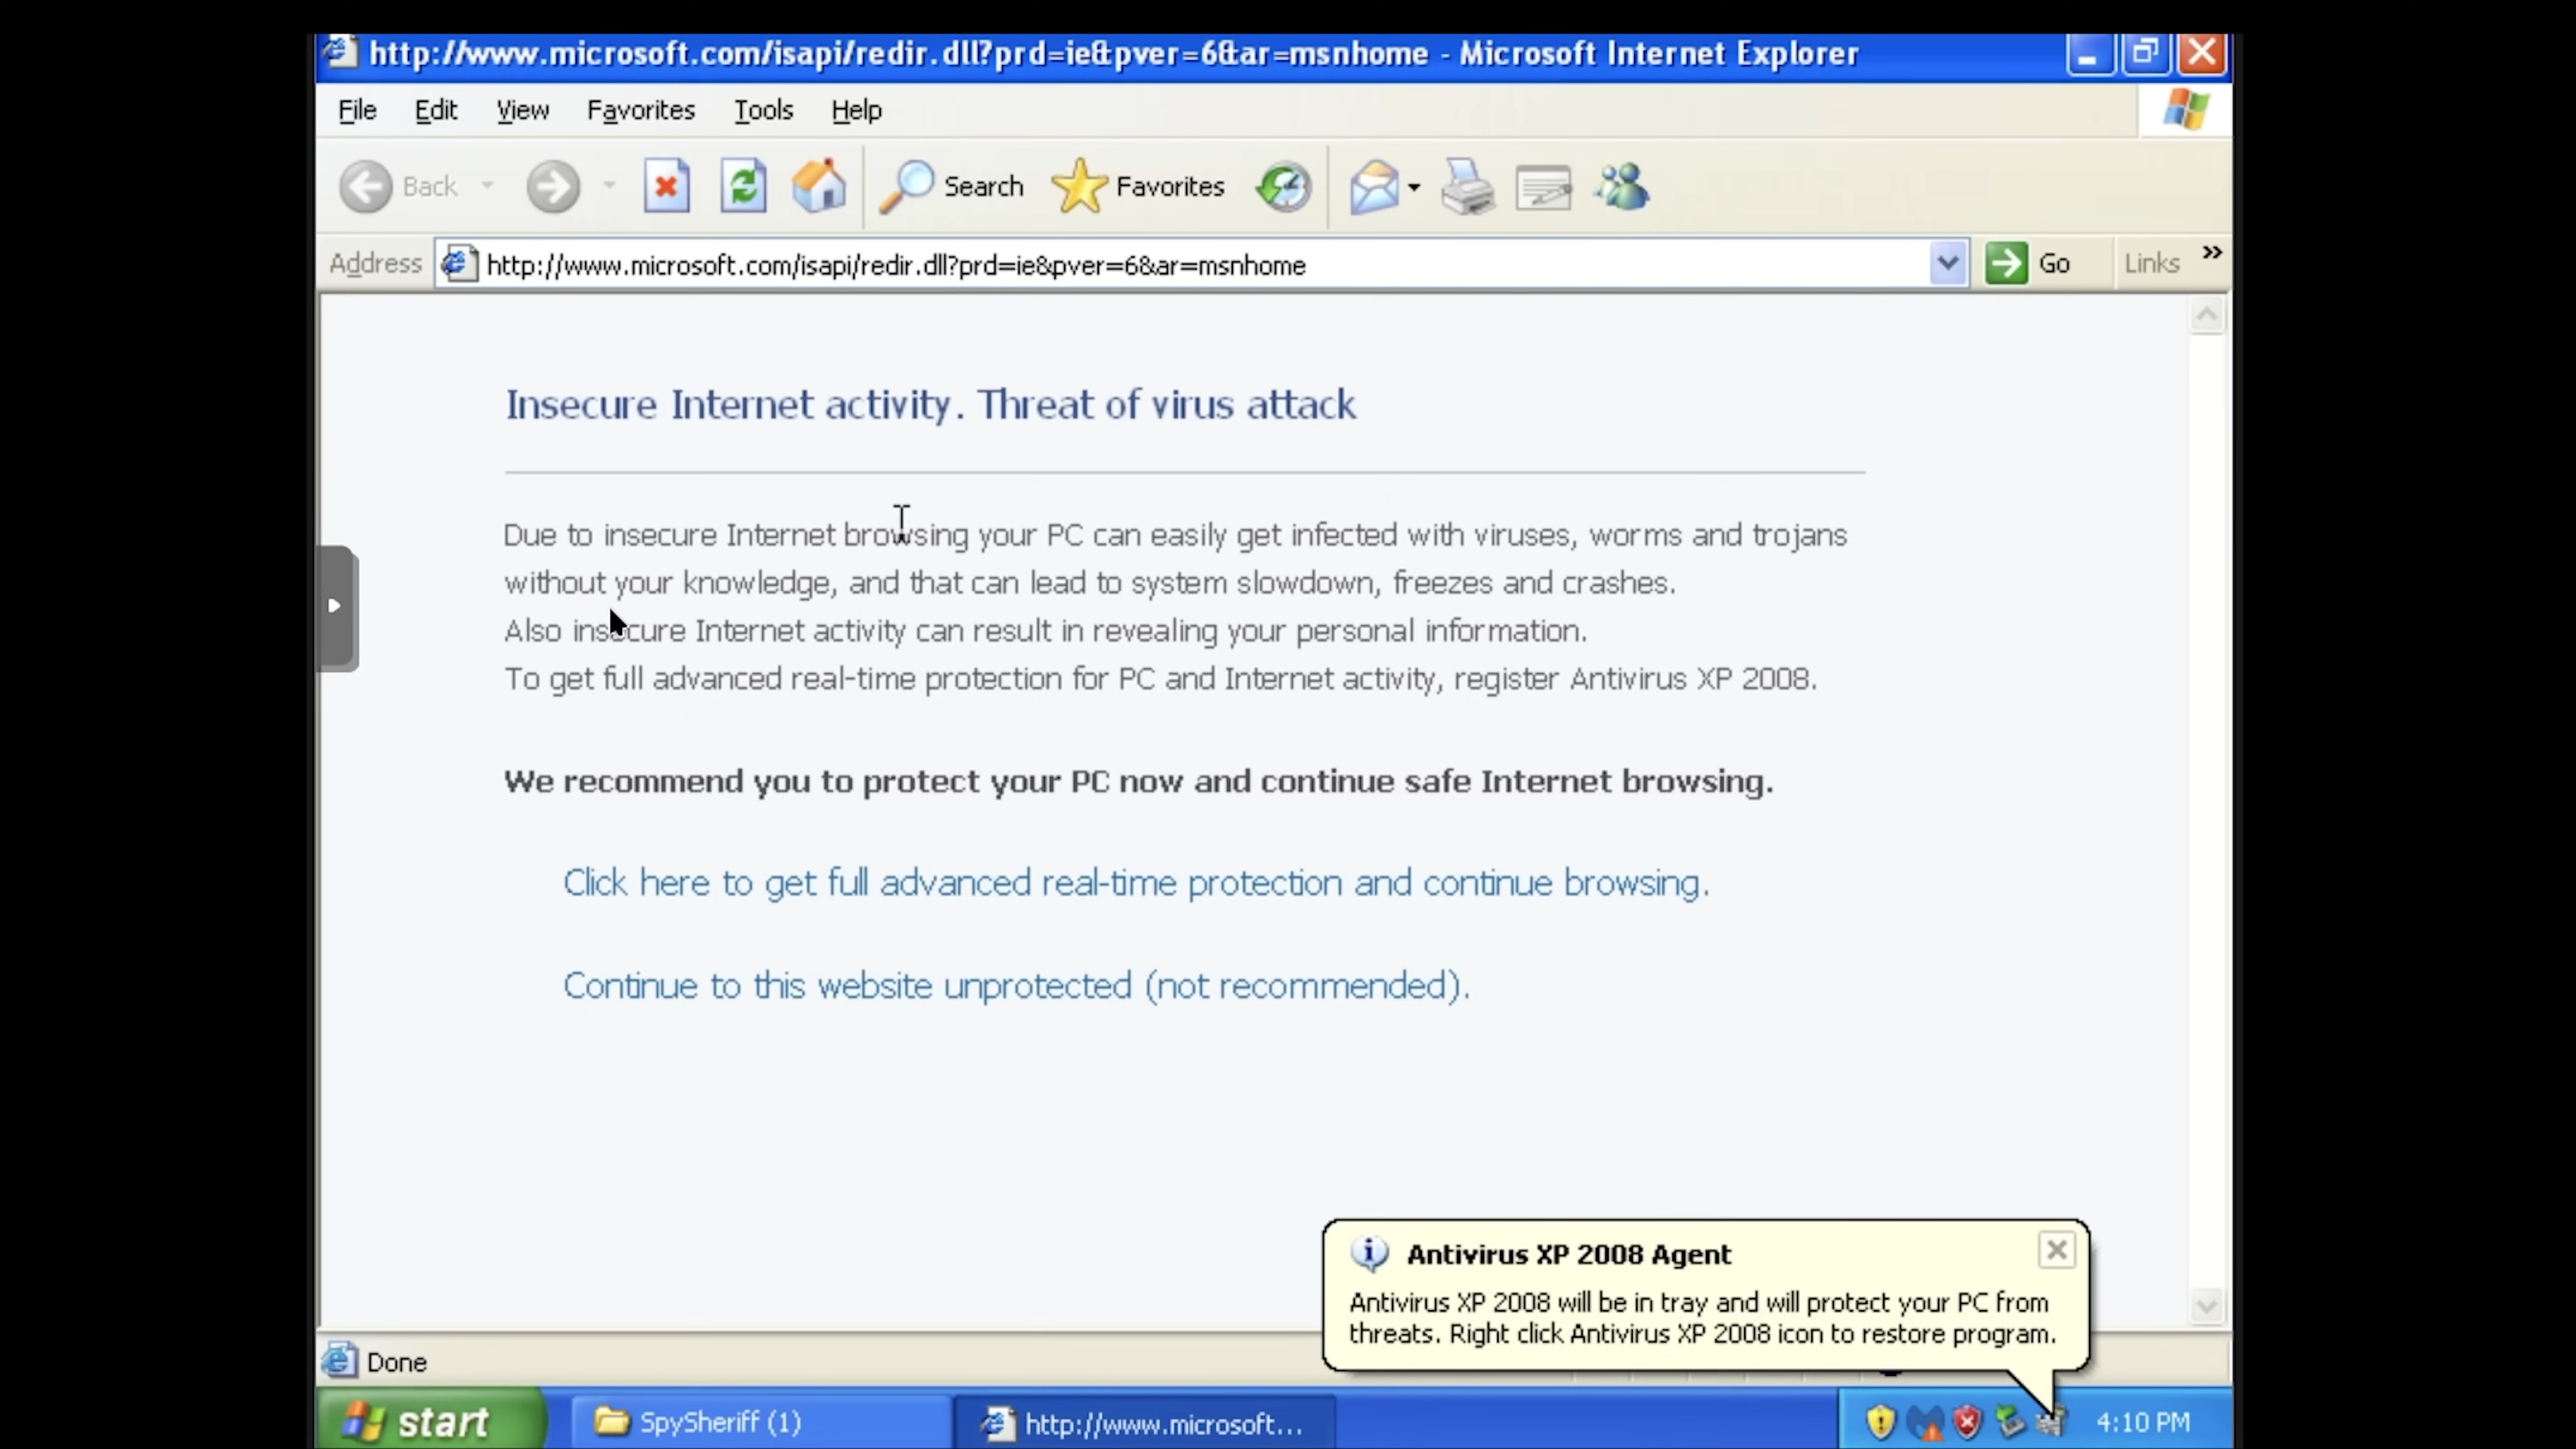 http://www.microsoft.com/isapi/redir.dll?prd=ie&pver=6&ar=msnhome - Microsoft Internet Explorer
File Edit View Favorites Tools Help
Back Search Favorites
Address http://www.microsoft.com/isapi/redir.dll?prd=ie&pver=6&ar=msnhome Go Links »
Insecure Internet activity. Threat of virus attack
Due to insecure Internet browsing your PC can easily get infected with viruses, worms and trojans
without your knowledge, and that can lead to system slowdown, freezes and crashes.
Also insecure Internet activity can result in revealing your personal information.
To get full advanced real-time protection for PC and Internet activity, register Antivirus XP 2008.
We recommend you to protect your PC now and continue safe Internet browsing.
Click here to get full advanced real-time protection and continue browsing.
Continue to this website unprotected (not recommended).
Antivirus XP 2008 Agent
Antivirus XP 2008 will be in tray and will protect your PC from
threats. Right click Antivirus XP 2008 icon to restore program.
Done
start SpySheriff (1) http://www.microsoft... 4:10 PM